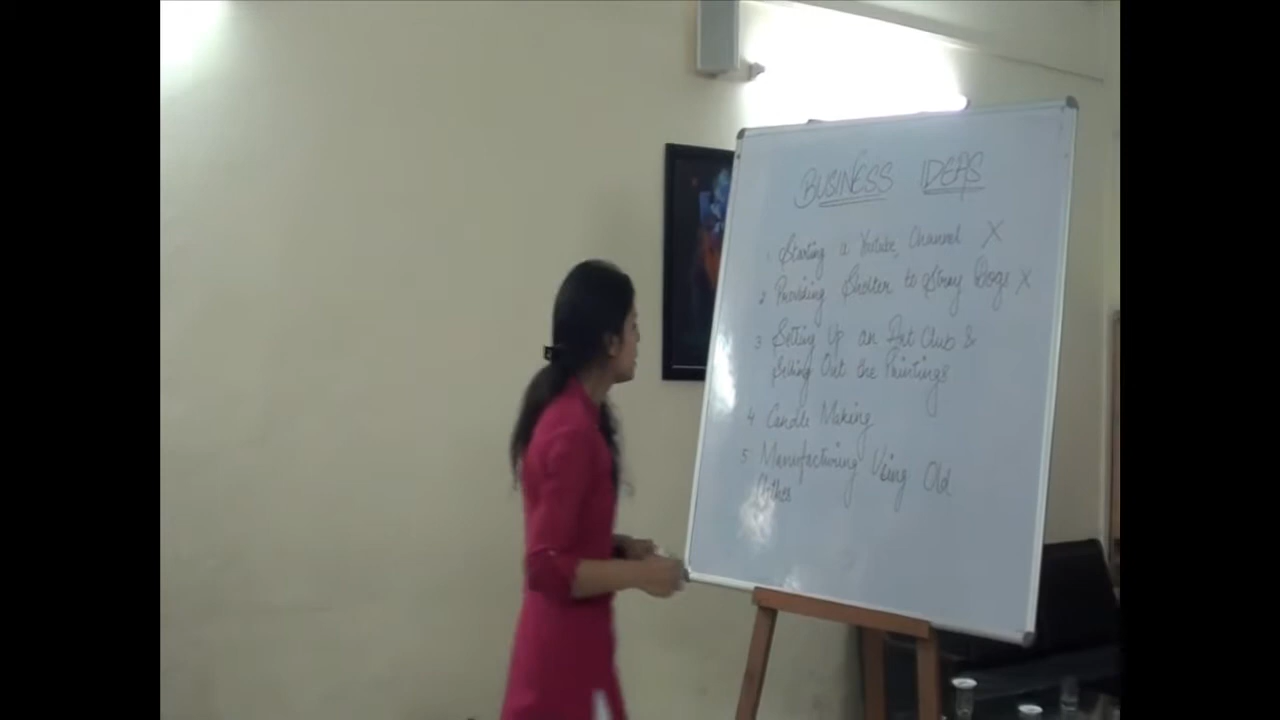 BUSINESS IDEAS
1 Starting a Youtube Channel X
2 Providing Shelter to Stray Dogs X
3 Setting Up an Art Club &
Selling Out the Paintings
4 Candle Making
5 Manufacturing Using Old
Clothes